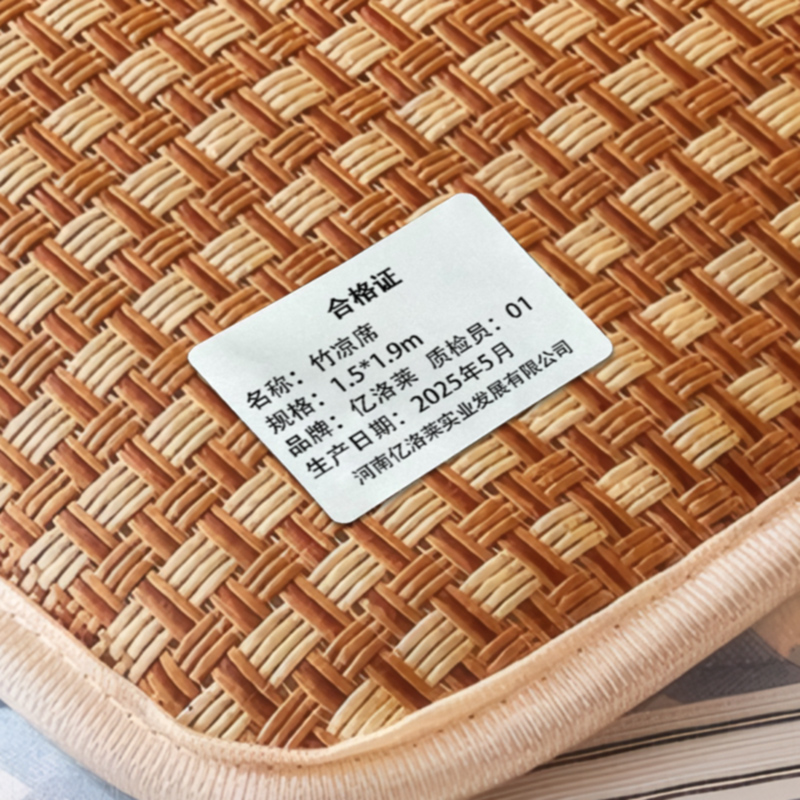 合格证
名称：竹凉席
规格：1.5*1.9m
品牌：亿洛莱 质检员：01
生产日期：2025年5月
河南亿洛莱实业发展有限公司